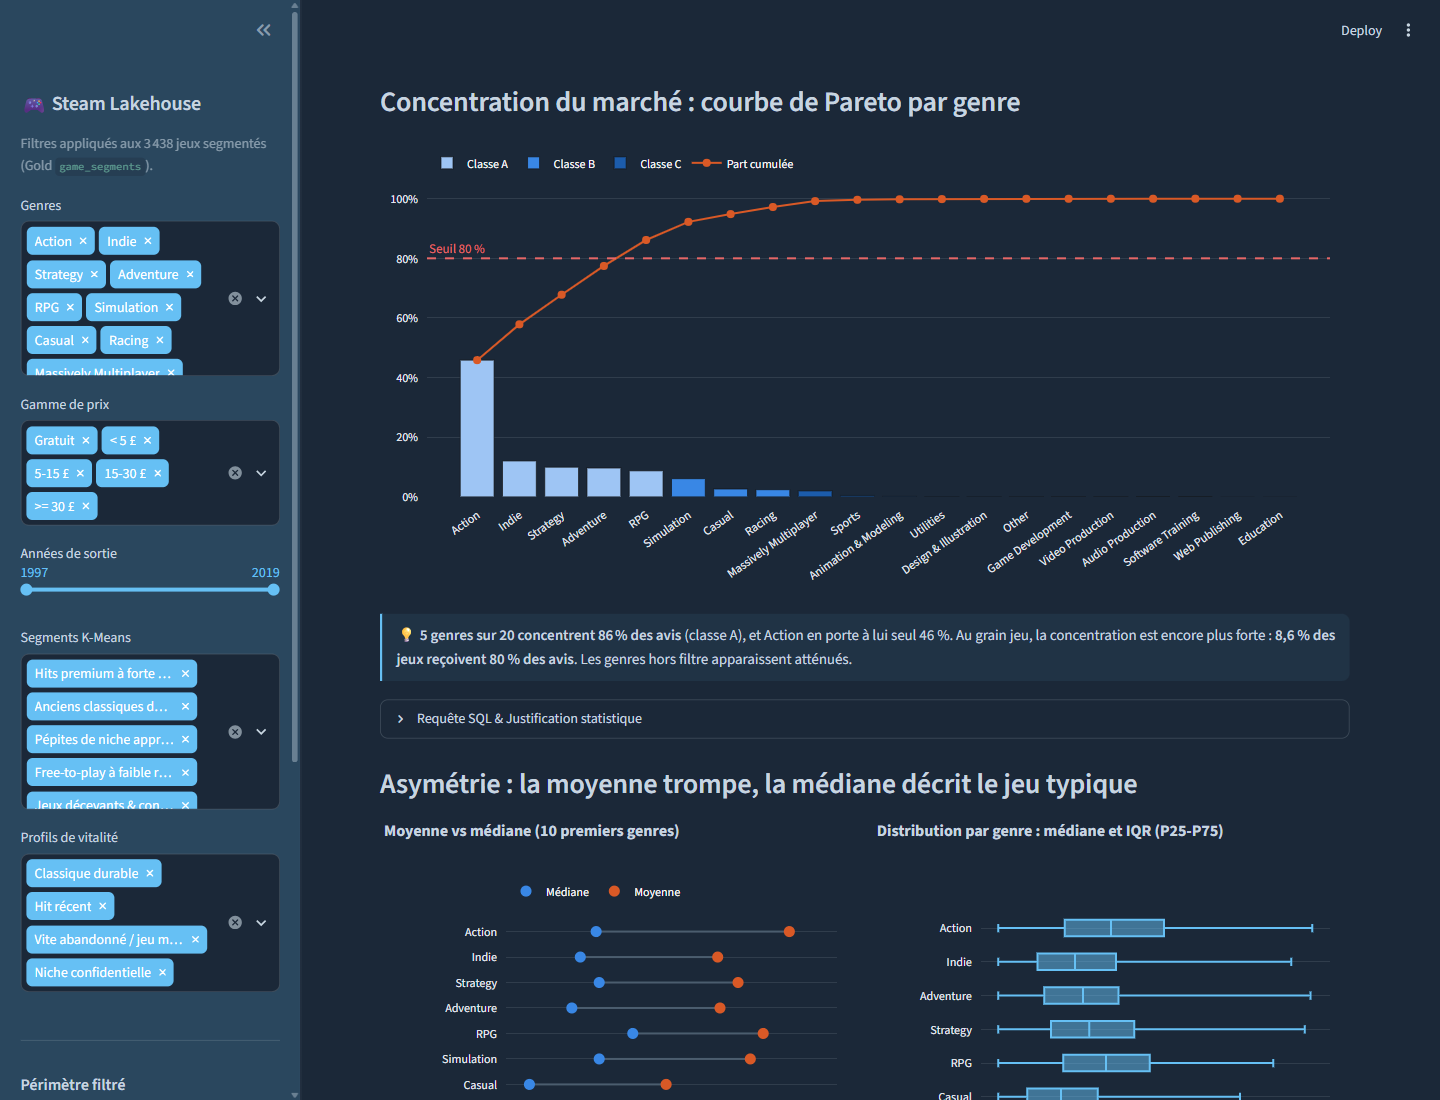 Deploy
Steam Lakehouse
Filtres appliqués aux 3 438 jeux segmentés
(Gold game_segments ).
Genres
Action ×
Indie ×
Strategy ×
Adventure ×
RPG ×
Simulation ×
Casual ×
Racing ×
Massively Multiplayer ×
Gamme de prix
Gratuit ×
< 5 £ ×
5-15 £ ×
15-30 £ ×
>= 30 £ ×
Années de sortie
1997
2019
Segments K-Means
Hits premium à forte ... ×
Anciens classiques d... ×
Pépites de niche appr... ×
Free-to-play à faible r... ×
Jeux décevants & con... ×
Profils de vitalité
Classique durable ×
Hit récent ×
Vite abandonné / jeu m... ×
Niche confidentielle ×
Périmètre filtré
Concentration du marché : courbe de Pareto par genre
Classe A
Classe B
Classe C
Part cumulée
100%
Seuil 80 %
80%
60%
40%
20%
0%
Action
Indie
Strategy
Adventure
RPG
Simulation
Casual
Racing
Massively Multiplayer
Sports
Animation & Modeling
Utilities
Design & Illustration
Other
Game Development
Video Production
Audio Production
Software Training
Web Publishing
Education
5 genres sur 20 concentrent 86 % des avis (classe A), et Action en porte à lui seul 46 %. Au grain jeu, la concentration est encore plus forte : 8,6 % des
jeux reçoivent 80 % des avis. Les genres hors filtre apparaissent atténués.
Requête SQL & Justification statistique
Asymétrie : la moyenne trompe, la médiane décrit le jeu typique
Moyenne vs médiane (10 premiers genres)
Médiane
Moyenne
Action
Indie
Strategy
Adventure
RPG
Simulation
Casual
Distribution par genre : médiane et IQR (P25-P75)
Action
Indie
Adventure
Strategy
RPG
Casual